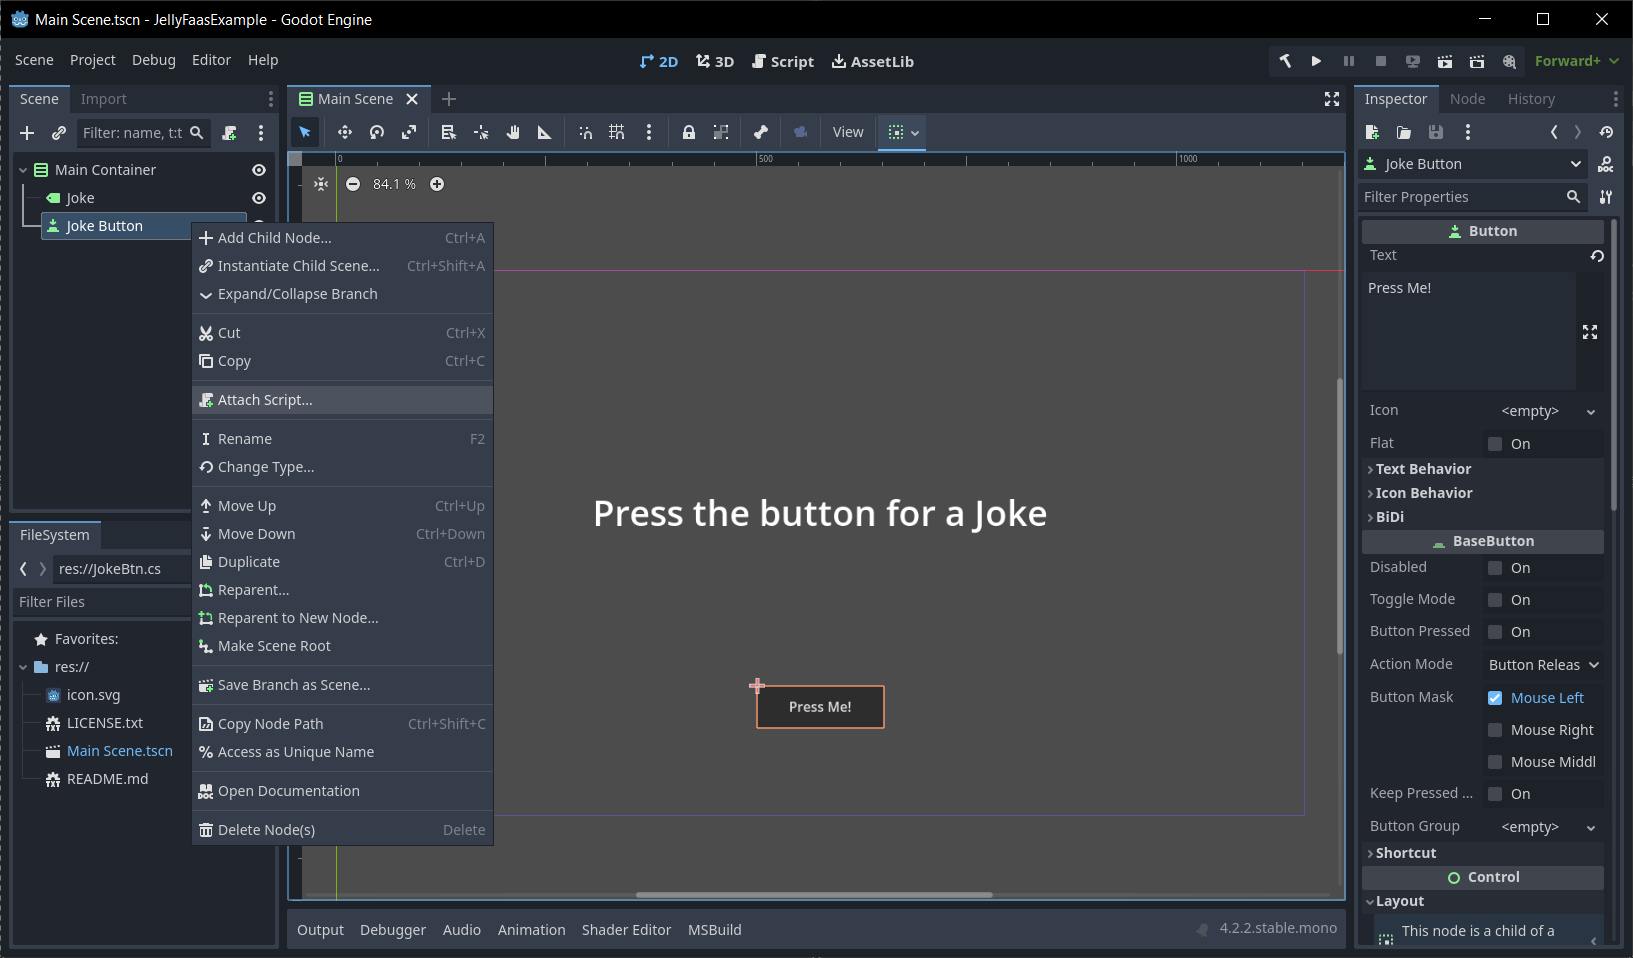 Main Scene.tscn - JellyFaasExample - Godot Engine
Scene Project Debug Editor Help
2D 3D Script AssetLib
Forward+
Scene Import
Filter: name, t:t
Main Container
Joke
Joke Button
Add Child Node... Ctrl+A
Instantiate Child Scene... Ctrl+Shift+A
Expand/Collapse Branch
Cut Ctrl+X
Copy Ctrl+C
Attach Script...
Rename F2
Change Type...
Move Up Ctrl+Up
Move Down Ctrl+Down
Duplicate Ctrl+D
Reparent...
Reparent to New Node...
Make Scene Root
Save Branch as Scene...
Copy Node Path Ctrl+Shift+C
Access as Unique Name
DOC
Open Documentation
Delete Node(s) Delete
FileSystem
res://JokeBtn.cs
Filter Files
Favorites:
res://
icon.svg
LICENSE.txt
Main Scene.tscn
README.md
Main Scene
View
0 500 1000
84.1 %
Press the button for a Joke
Press Me!
Output Debugger Audio Animation Shader Editor MSBuild
4.2.2.stable.mono
Inspector Node History
Joke Button
DOC
Filter Properties
Button
Text
Press Me!
Icon <empty>
Flat On
Text Behavior
Icon Behavior
BiDi
BaseButton
Disabled On
Toggle Mode On
Button Pressed On
Action Mode Button Releas
Button Mask Mouse Left
Mouse Right
Mouse Middl
Keep Pressed ... On
Button Group <empty>
Shortcut
Control
Layout
This node is a child of a